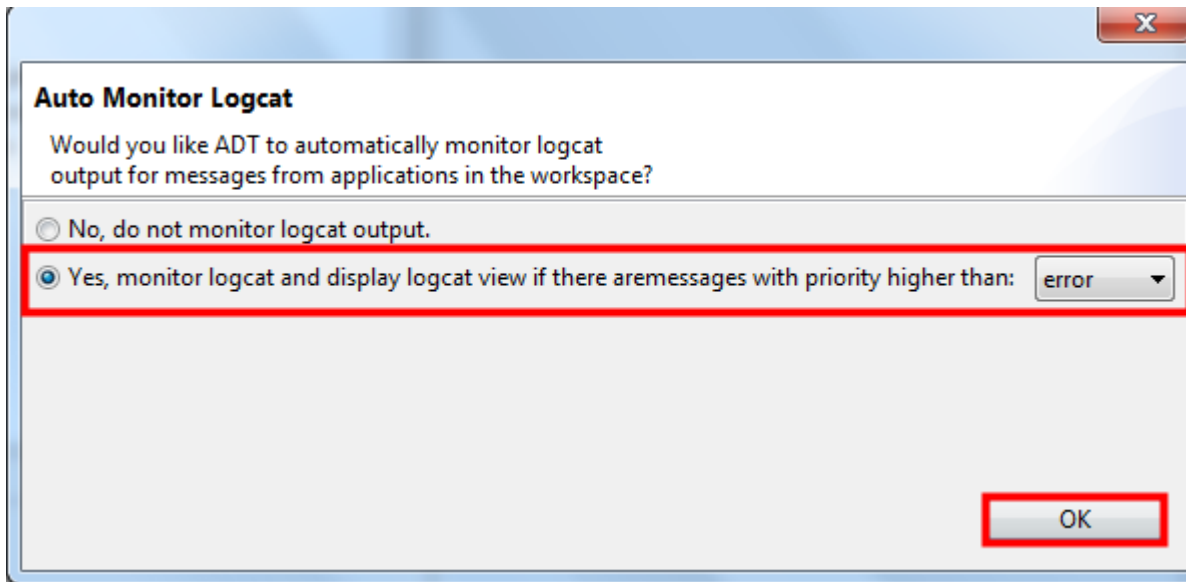 Auto Monitor Logcat
Would you like ADT to automatically monitor logcat
output for messages from applications in the workspace?
No, do not monitor logcat output.
Yes, monitor logcat and display logcat view if there aremessages with priority higher than: error
OK